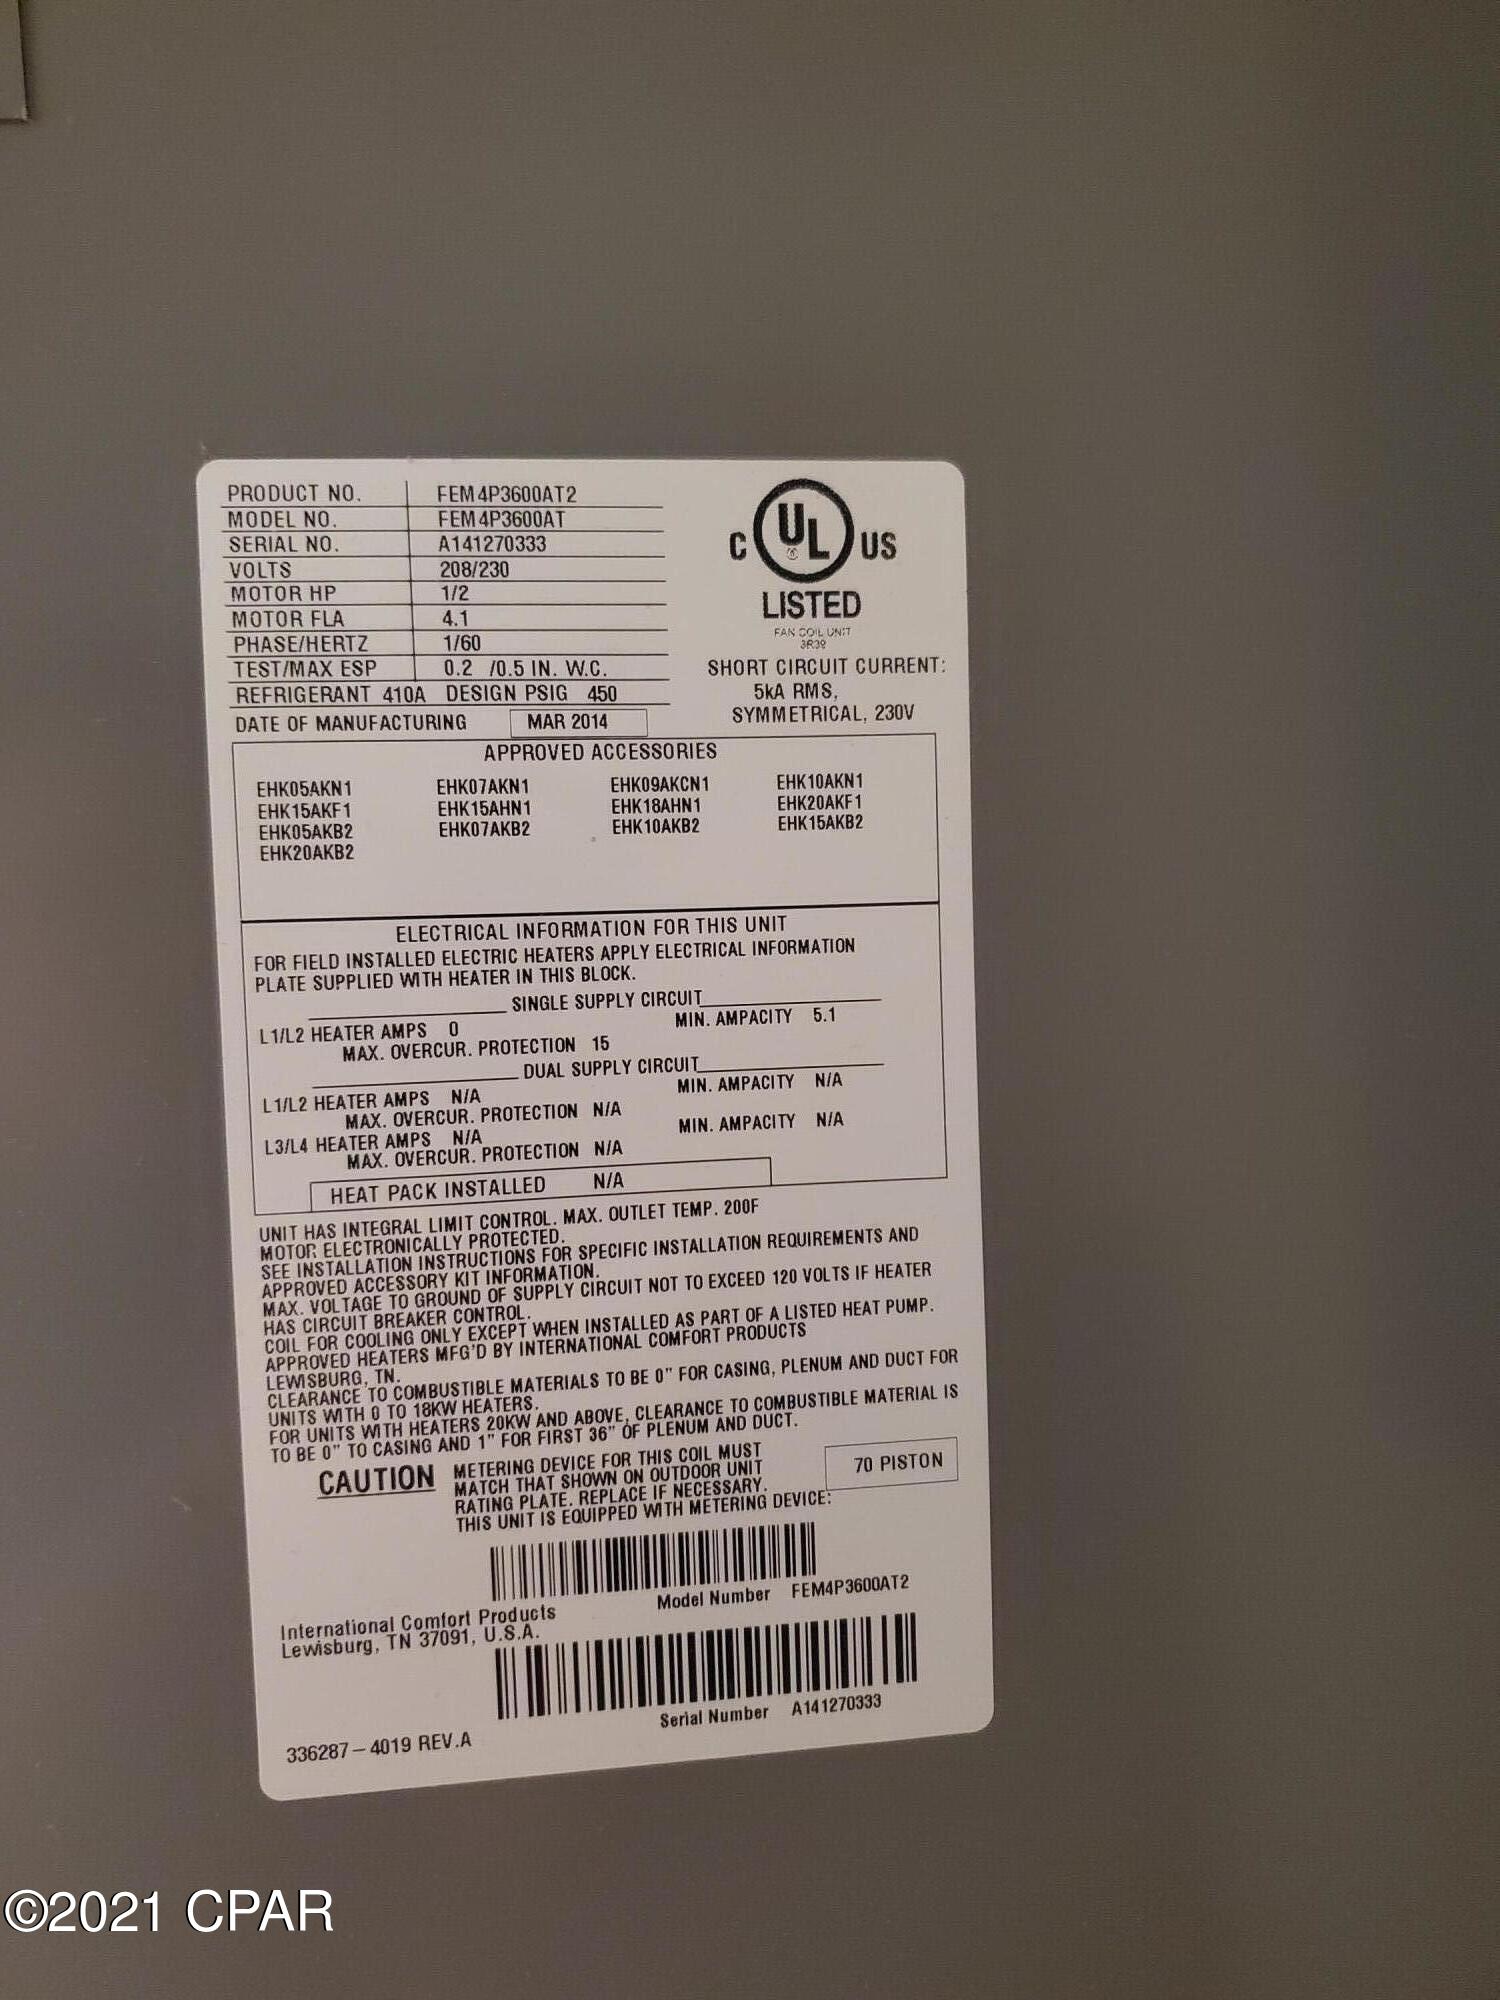 PRODUCT NO. FEM4P3600AT2
MODEL NO. FEM4P3600AT
SERIAL NO. A141270333
VOLTS 208/230
MOTOR HP 1/2
MOTOR FLA 4.1
PHASE/HERTZ 1/60
TEST/MAX ESP 0.2 /0.5 IN. W.C.
REFRIGERANT 410A DESIGN PSIG 450
DATE OF MANUFACTURING MAR 2014
C UL US
LISTED
FAN COIL UNIT
3R39
SHORT CIRCUIT CURRENT:
5kA RMS,
SYMMETRICAL, 230V
APPROVED ACCESSORIES
EHK05AKN1 EHK07AKN1 EHK09AKCN1 EHK10AKN1
EHK15AKF1 EHK15AHN1 EHK18AHN1 EHK20AKF1
EHK05AKB2 EHK07AKB2 EHK10AKB2 EHK15AKB2
EHK20AKB2
ELECTRICAL INFORMATION FOR THIS UNIT
FOR FIELD INSTALLED ELECTRIC HEATERS APPLY ELECTRICAL INFORMATION
PLATE SUPPLIED WITH HEATER IN THIS BLOCK.
SINGLE SUPPLY CIRCUIT
L1/L2 HEATER AMPS 0 MIN. AMPACITY 5.1
MAX. OVERCUR. PROTECTION 15
DUAL SUPPLY CIRCUIT
L1/L2 HEATER AMPS N/A MIN. AMPACITY N/A
MAX. OVERCUR. PROTECTION N/A
L3/L4 HEATER AMPS N/A MIN. AMPACITY N/A
MAX. OVERCUR. PROTECTION N/A
HEAT PACK INSTALLED N/A
UNIT HAS INTEGRAL LIMIT CONTROL. MAX. OUTLET TEMP. 200F
MOTOR ELECTRONICALLY PROTECTED.
SEE INSTALLATION INSTRUCTIONS FOR SPECIFIC INSTALLATION REQUIREMENTS AND
APPROVED ACCESSORY KIT INFORMATION.
MAX. VOLTAGE TO GROUND OF SUPPLY CIRCUIT NOT TO EXCEED 120 VOLTS IF HEATER
HAS CIRCUIT BREAKER CONTROL.
COIL FOR COOLING ONLY EXCEPT WHEN INSTALLED AS PART OF A LISTED HEAT PUMP.
APPROVED HEATERS MFG'D BY INTERNATIONAL COMFORT PRODUCTS
LEWISBURG, TN.
CLEARANCE TO COMBUSTIBLE MATERIALS TO BE 0" FOR CASING, PLENUM AND DUCT FOR
UNITS WITH 0 TO 18KW HEATERS.
FOR UNITS WITH HEATERS 20KW AND ABOVE, CLEARANCE TO COMBUSTIBLE MATERIAL IS
TO BE 0" TO CASING AND 1" FOR FIRST 36" OF PLENUM AND DUCT.
CAUTION
METERING DEVICE FOR THIS COIL MUST
MATCH THAT SHOWN ON OUTDOOR UNIT
RATING PLATE. REPLACE IF NECESSARY.
THIS UNIT IS EQUIPPED WITH METERING DEVICE:
70 PISTON
Model Number FEM4P3600AT2
International Comfort Products
Lewisburg, TN 37091, U.S.A.
Serial Number A141270333
336287-4019 REV.A
©2021 CPAR